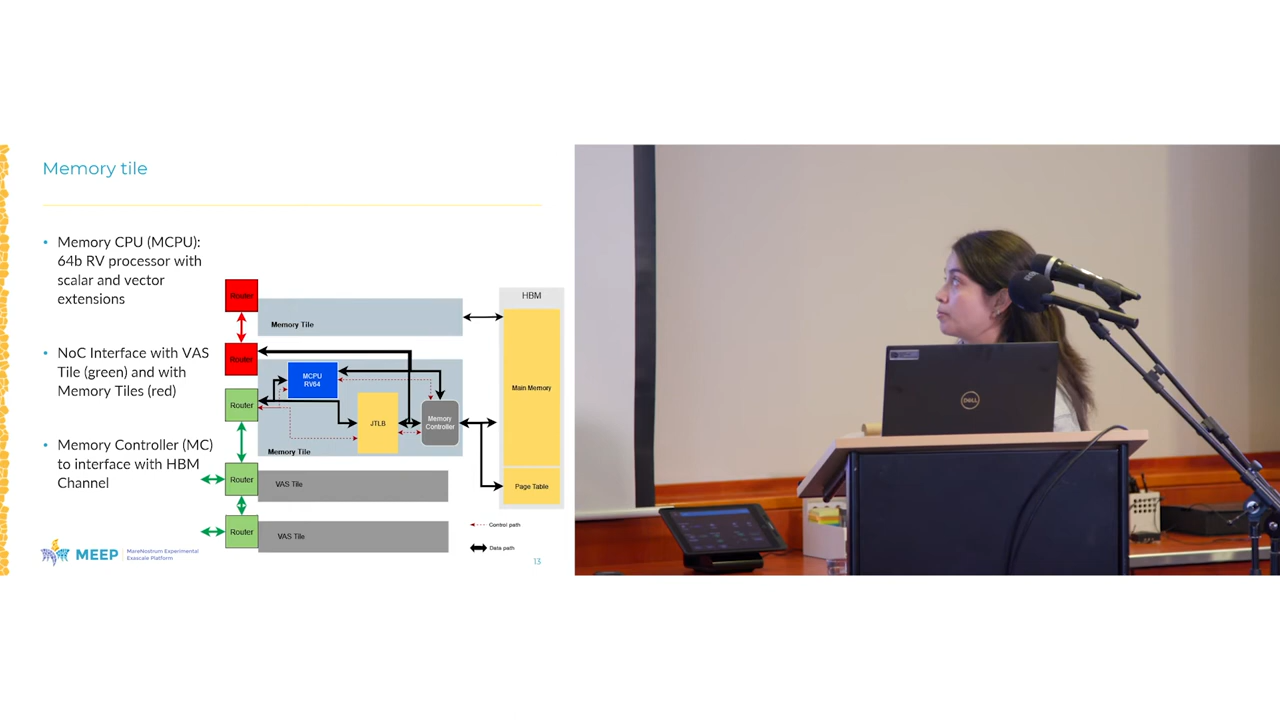 Memory tile
• Memory CPU (MCPU):
64b RV processor with
scalar and vector
extensions
• NoC Interface with VAS
Tile (green) and with
Memory Tiles (red)
• Memory Controller (MC)
to interface with HBM
Channel
Router
Memory Tile
HBM
Router
MCPU
RV64
Main Memory
Router
JTLB
Memory
Controller
Memory Tile
Router
VAS Tile
Page Table
Router
VAS Tile
Control path
Data path
MEEP
MareNostrum Experimental
Exascale Platform
13
DELL